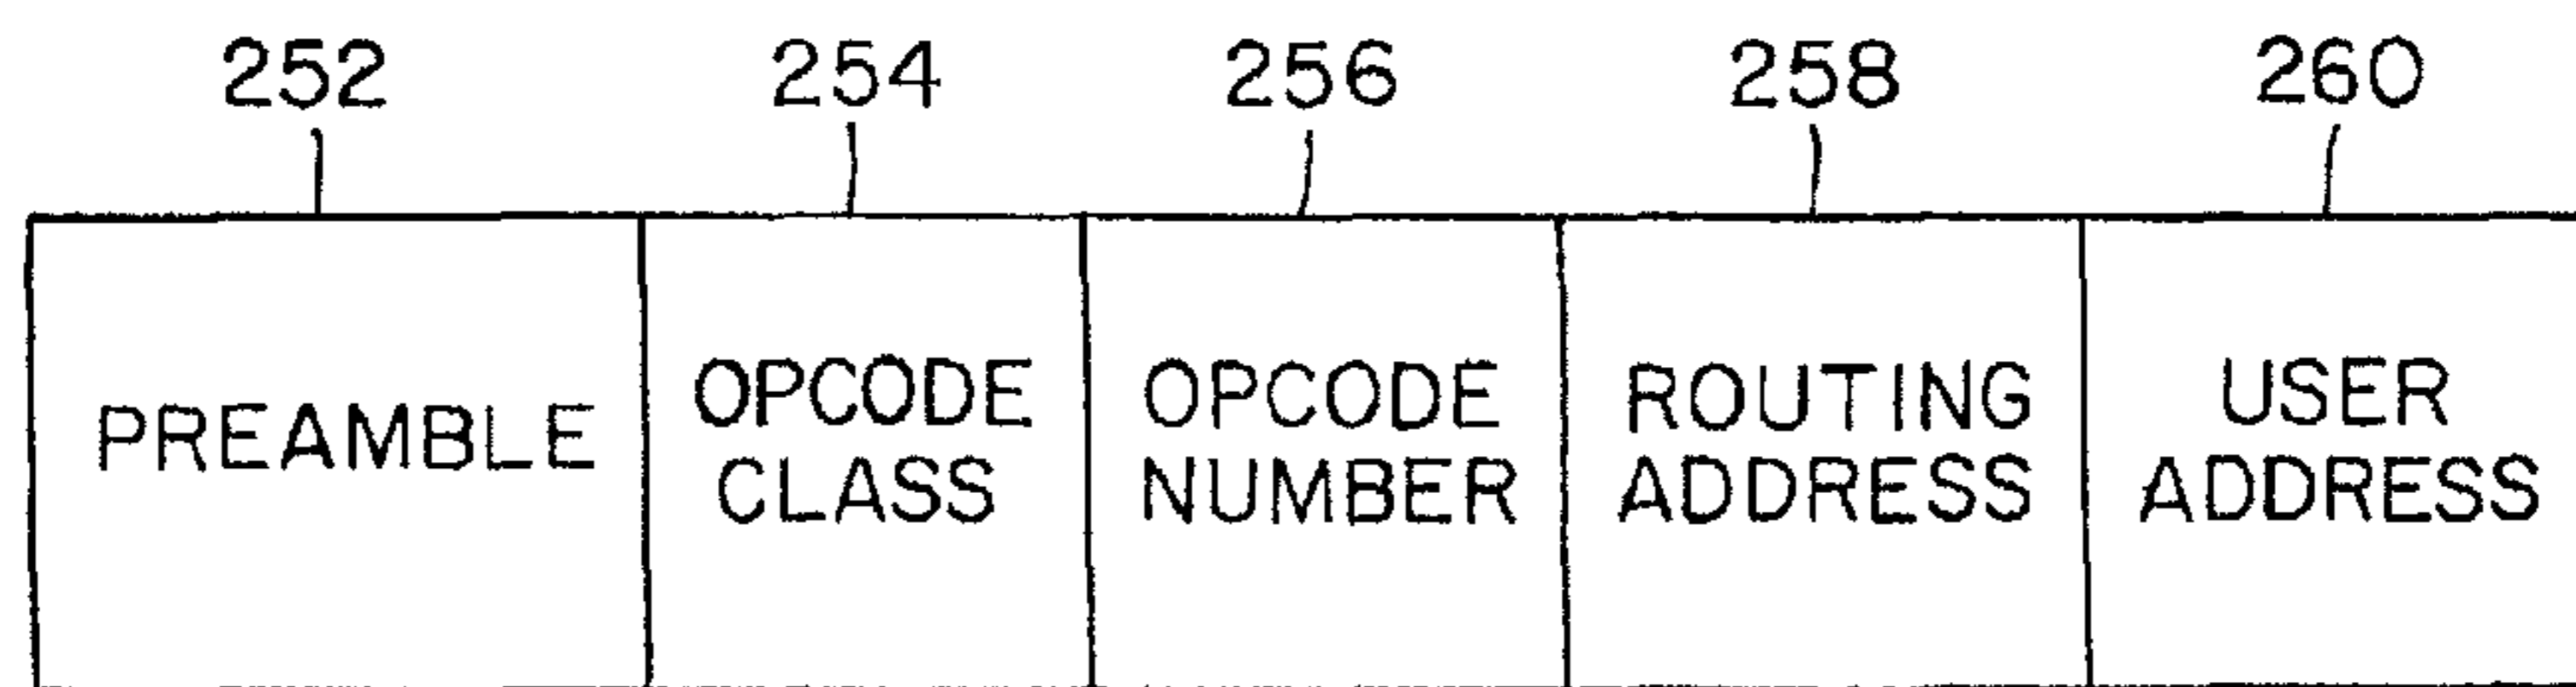 252 254 256 258 260
PREAMBLE
OPCODE
CLASS
OPCODE
NUMBER
ROUTING
ADDRESS
USER
ADDRESS